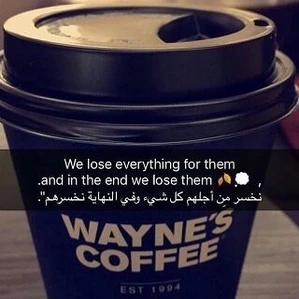 We lose everything for them
.and in the end we lose them 🍂💭 ,
نخسر من أجلهم كل شيء وفي النهاية نخسرهم".
WAYNE'S
COFFEE
EST 1994